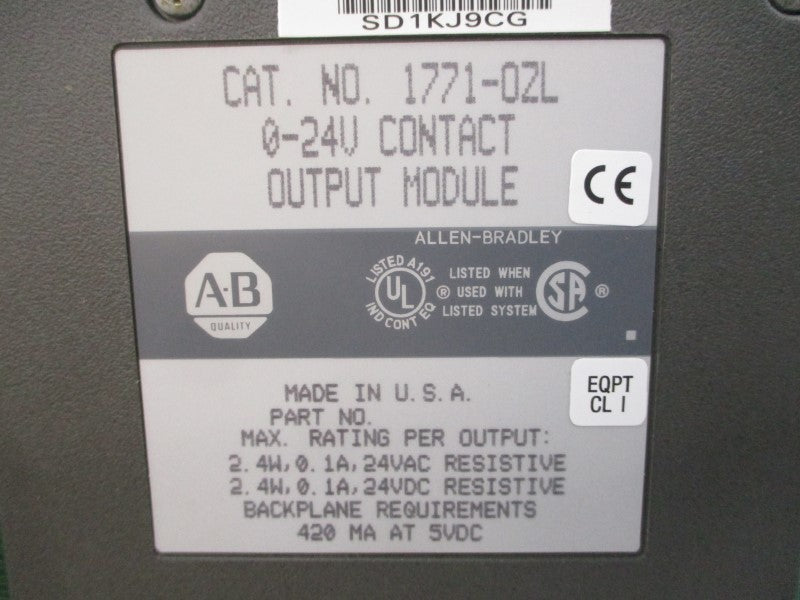 SD1KJ9CG
CAT. NO. 1771-OZL
0-24V CONTACT
OUTPUT MODULE
CE
ALLEN-BRADLEY
A-B
QUALITY
LISTED A191
UL
IND CONT EQ
®
LISTED WHEN
USED WITH
LISTED SYSTEM
SA
®
EQPT
CL I
MADE IN U.S.A.
PART NO.
MAX. RATING PER OUTPUT:
2.4W,0.1A,24VAC RESISTIVE
2.4W,0.1A,24VDC RESISTIVE
BACKPLANE REQUIREMENTS
420 MA AT 5VDC